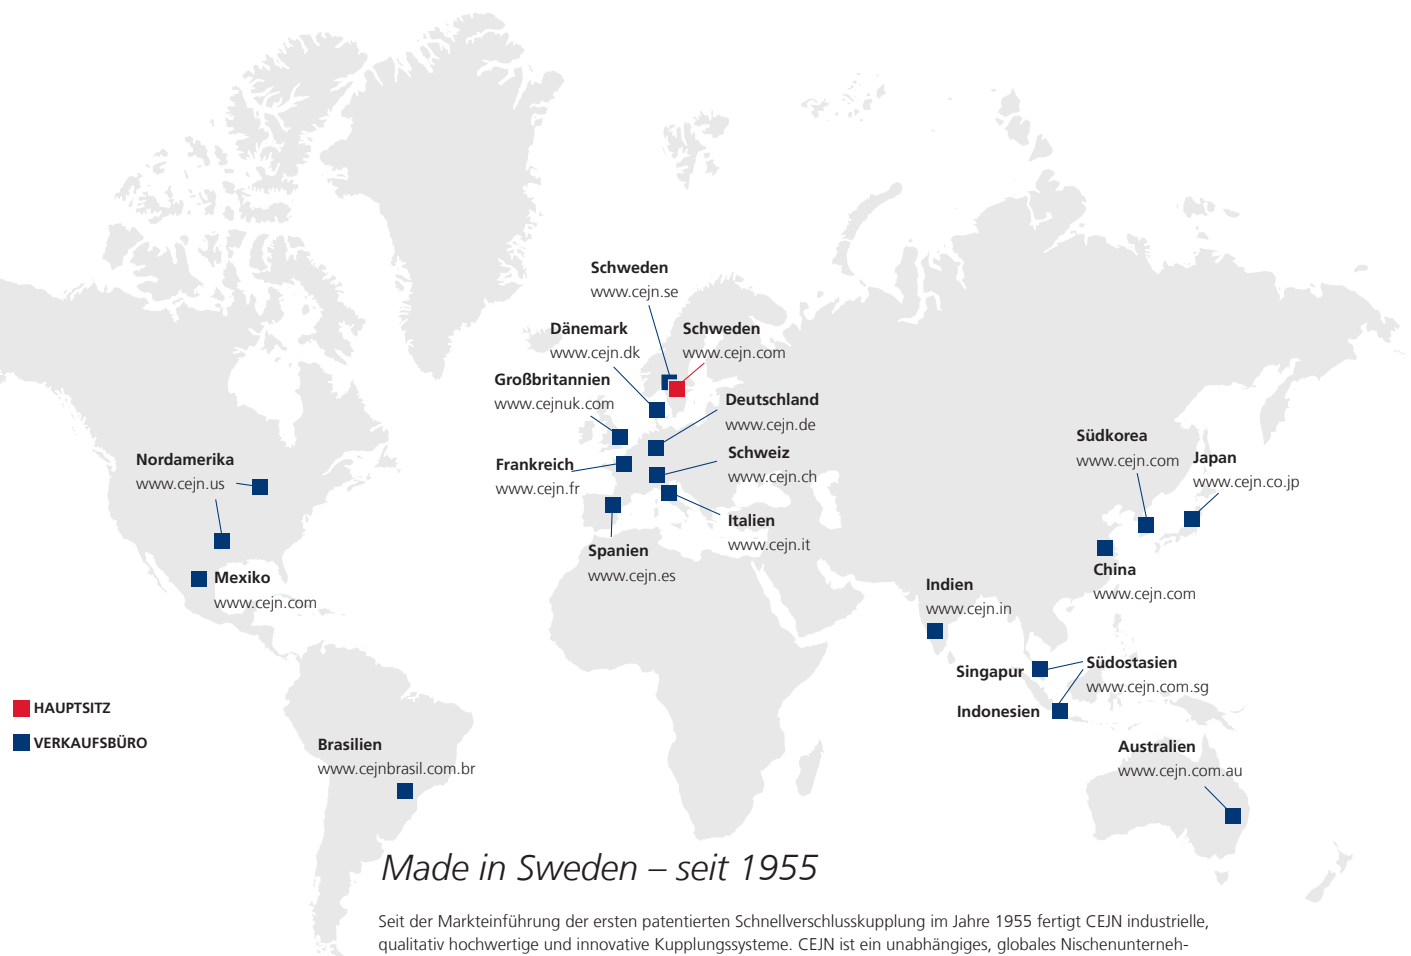 Schweden
www.cejn.se
Dänemark
www.cejn.dk
Schweden
www.cejn.com
Großbritannien
www.cejnuk.com
Deutschland
www.cejn.de
Schweiz
www.cejn.ch
Frankreich
www.cejn.fr
Italien
www.cejn.it
Spanien
www.cejn.es
Nordamerika
www.cejn.us
Mexiko
www.cejn.com
Südkorea
www.cejn.com
Japan
www.cejn.co.jp
China
www.cejn.com
Indien
www.cejn.in
Singapur
Südostasien
www.cejn.com.sg
Indonesien
HAUPTSITZ
VERKAUFSBÜRO
Brasilien
www.cejnbrasil.com.br
Australien
www.cejn.com.au
Made in Sweden – seit 1955
Seit der Markteinführung der ersten patentierten Schnellverschlusskupplung im Jahre 1955 fertigt CEJN industrielle,
qualitativ hochwertige und innovative Kupplungssysteme. CEJN ist ein unabhängiges, globales Nischenunterneh-